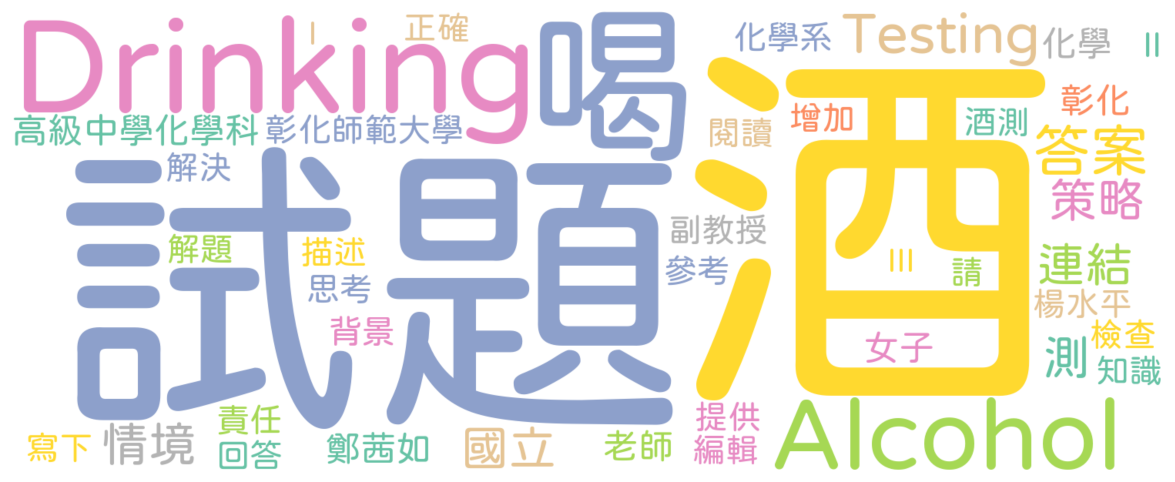 Drinking
I
正確
喝
化學系
Testing
化學
II
高級中學化學科
彰化師範大學
閱讀
增加
酒測
彰化
答案
解決
試題
酒
策略
解題
描述
副教授
III
請
連結
思考
參考
楊水平
背景
女子
測
檢查
知識
寫下
情境
責任
回答
鄭茜如
國立
老師
提供
編輯
Alcohol